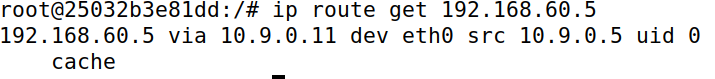 root@25032b3e81dd:/# ip route get 192.168.60.5
192.168.60.5 via 10.9.0.11 dev eth0 src 10.9.0.5 uid 0
    cache